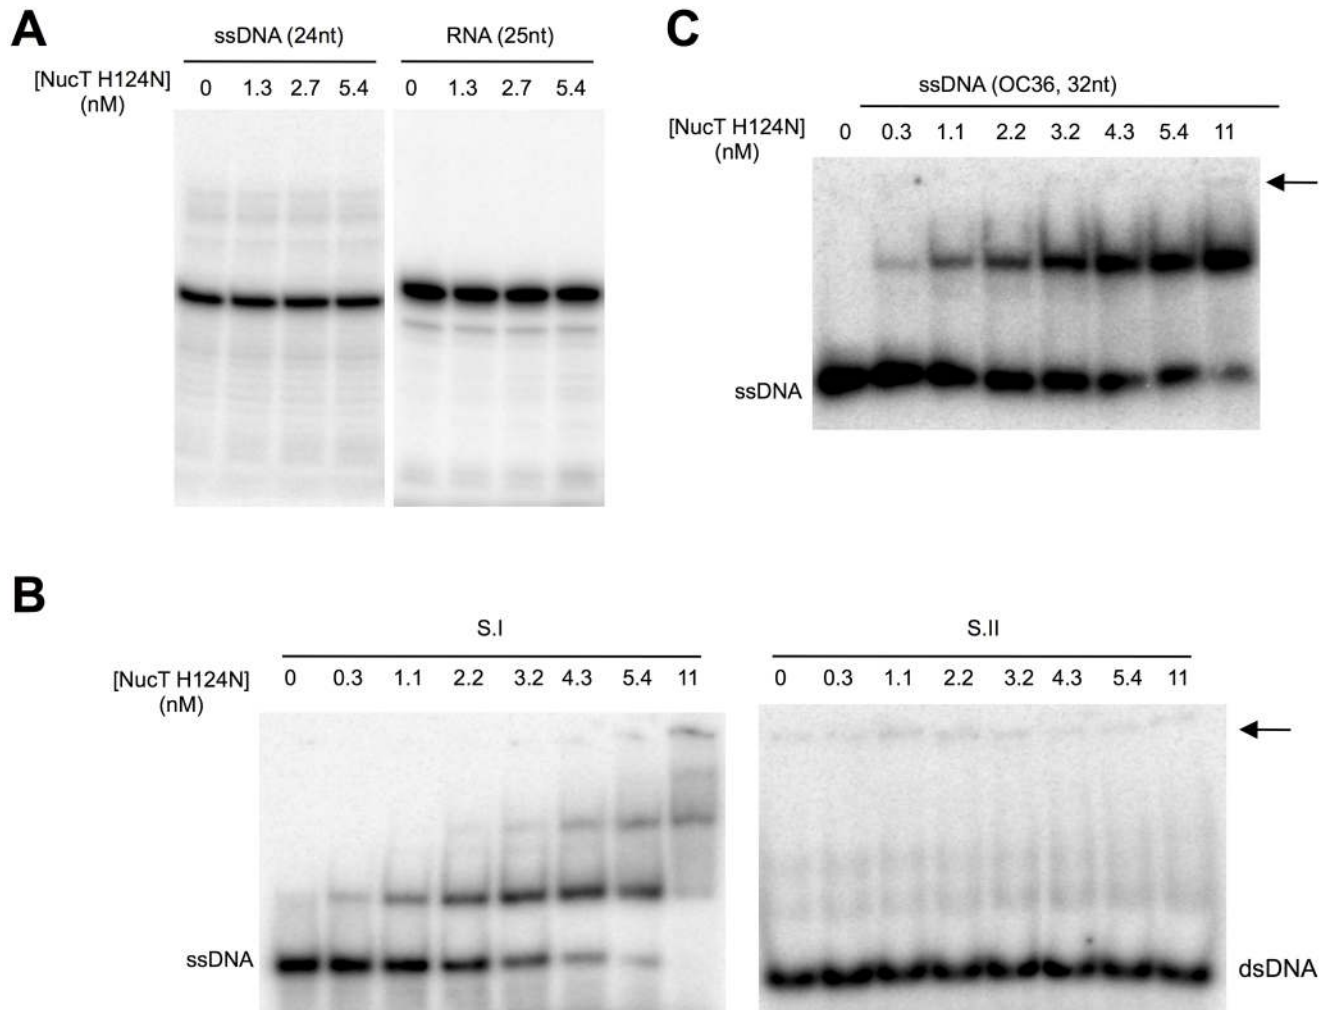 A
ssDNA (24nt) RNA (25nt)
[NucT H124N] 0 1.3 2.7 5.4 0 1.3 2.7 5.4
(nM)
C
ssDNA (OC36, 32nt)
[NucT H124N] 0 0.3 1.1 2.2 3.2 4.3 5.4 11
(nM)
ssDNA
B
S.I S.II
[NucT H124N] 0 0.3 1.1 2.2 3.2 4.3 5.4 11 0 0.3 1.1 2.2 3.2 4.3 5.4 11
(nM)
ssDNA dsDNA